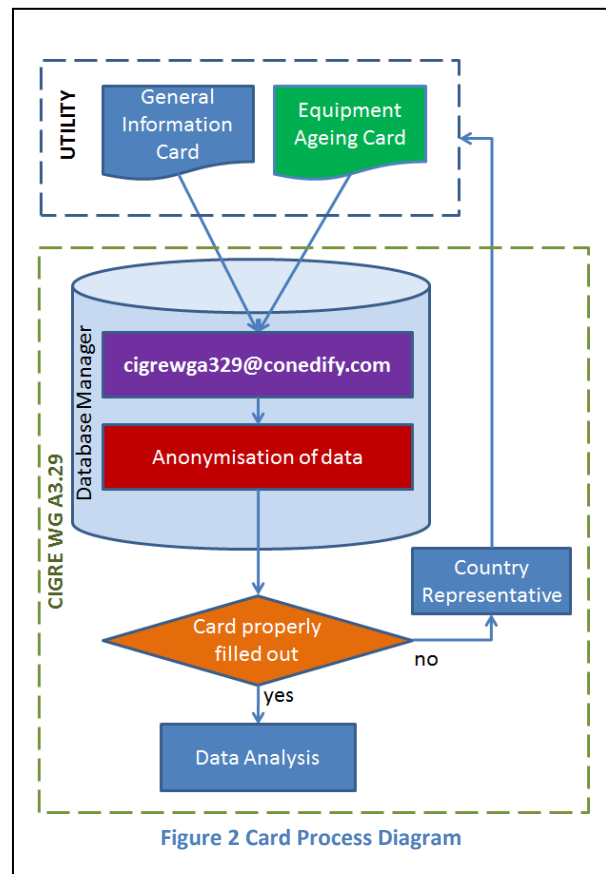 UTILITY
General
Information
Card
Equipment
Ageing Card
CIGRE WG A3.29
Database Manager
cigrewga329@conedify.com
Anonymisation of data
Country
Representative
Card properly
filled out
no
yes
Data Analysis
Figure 2 Card Process Diagram